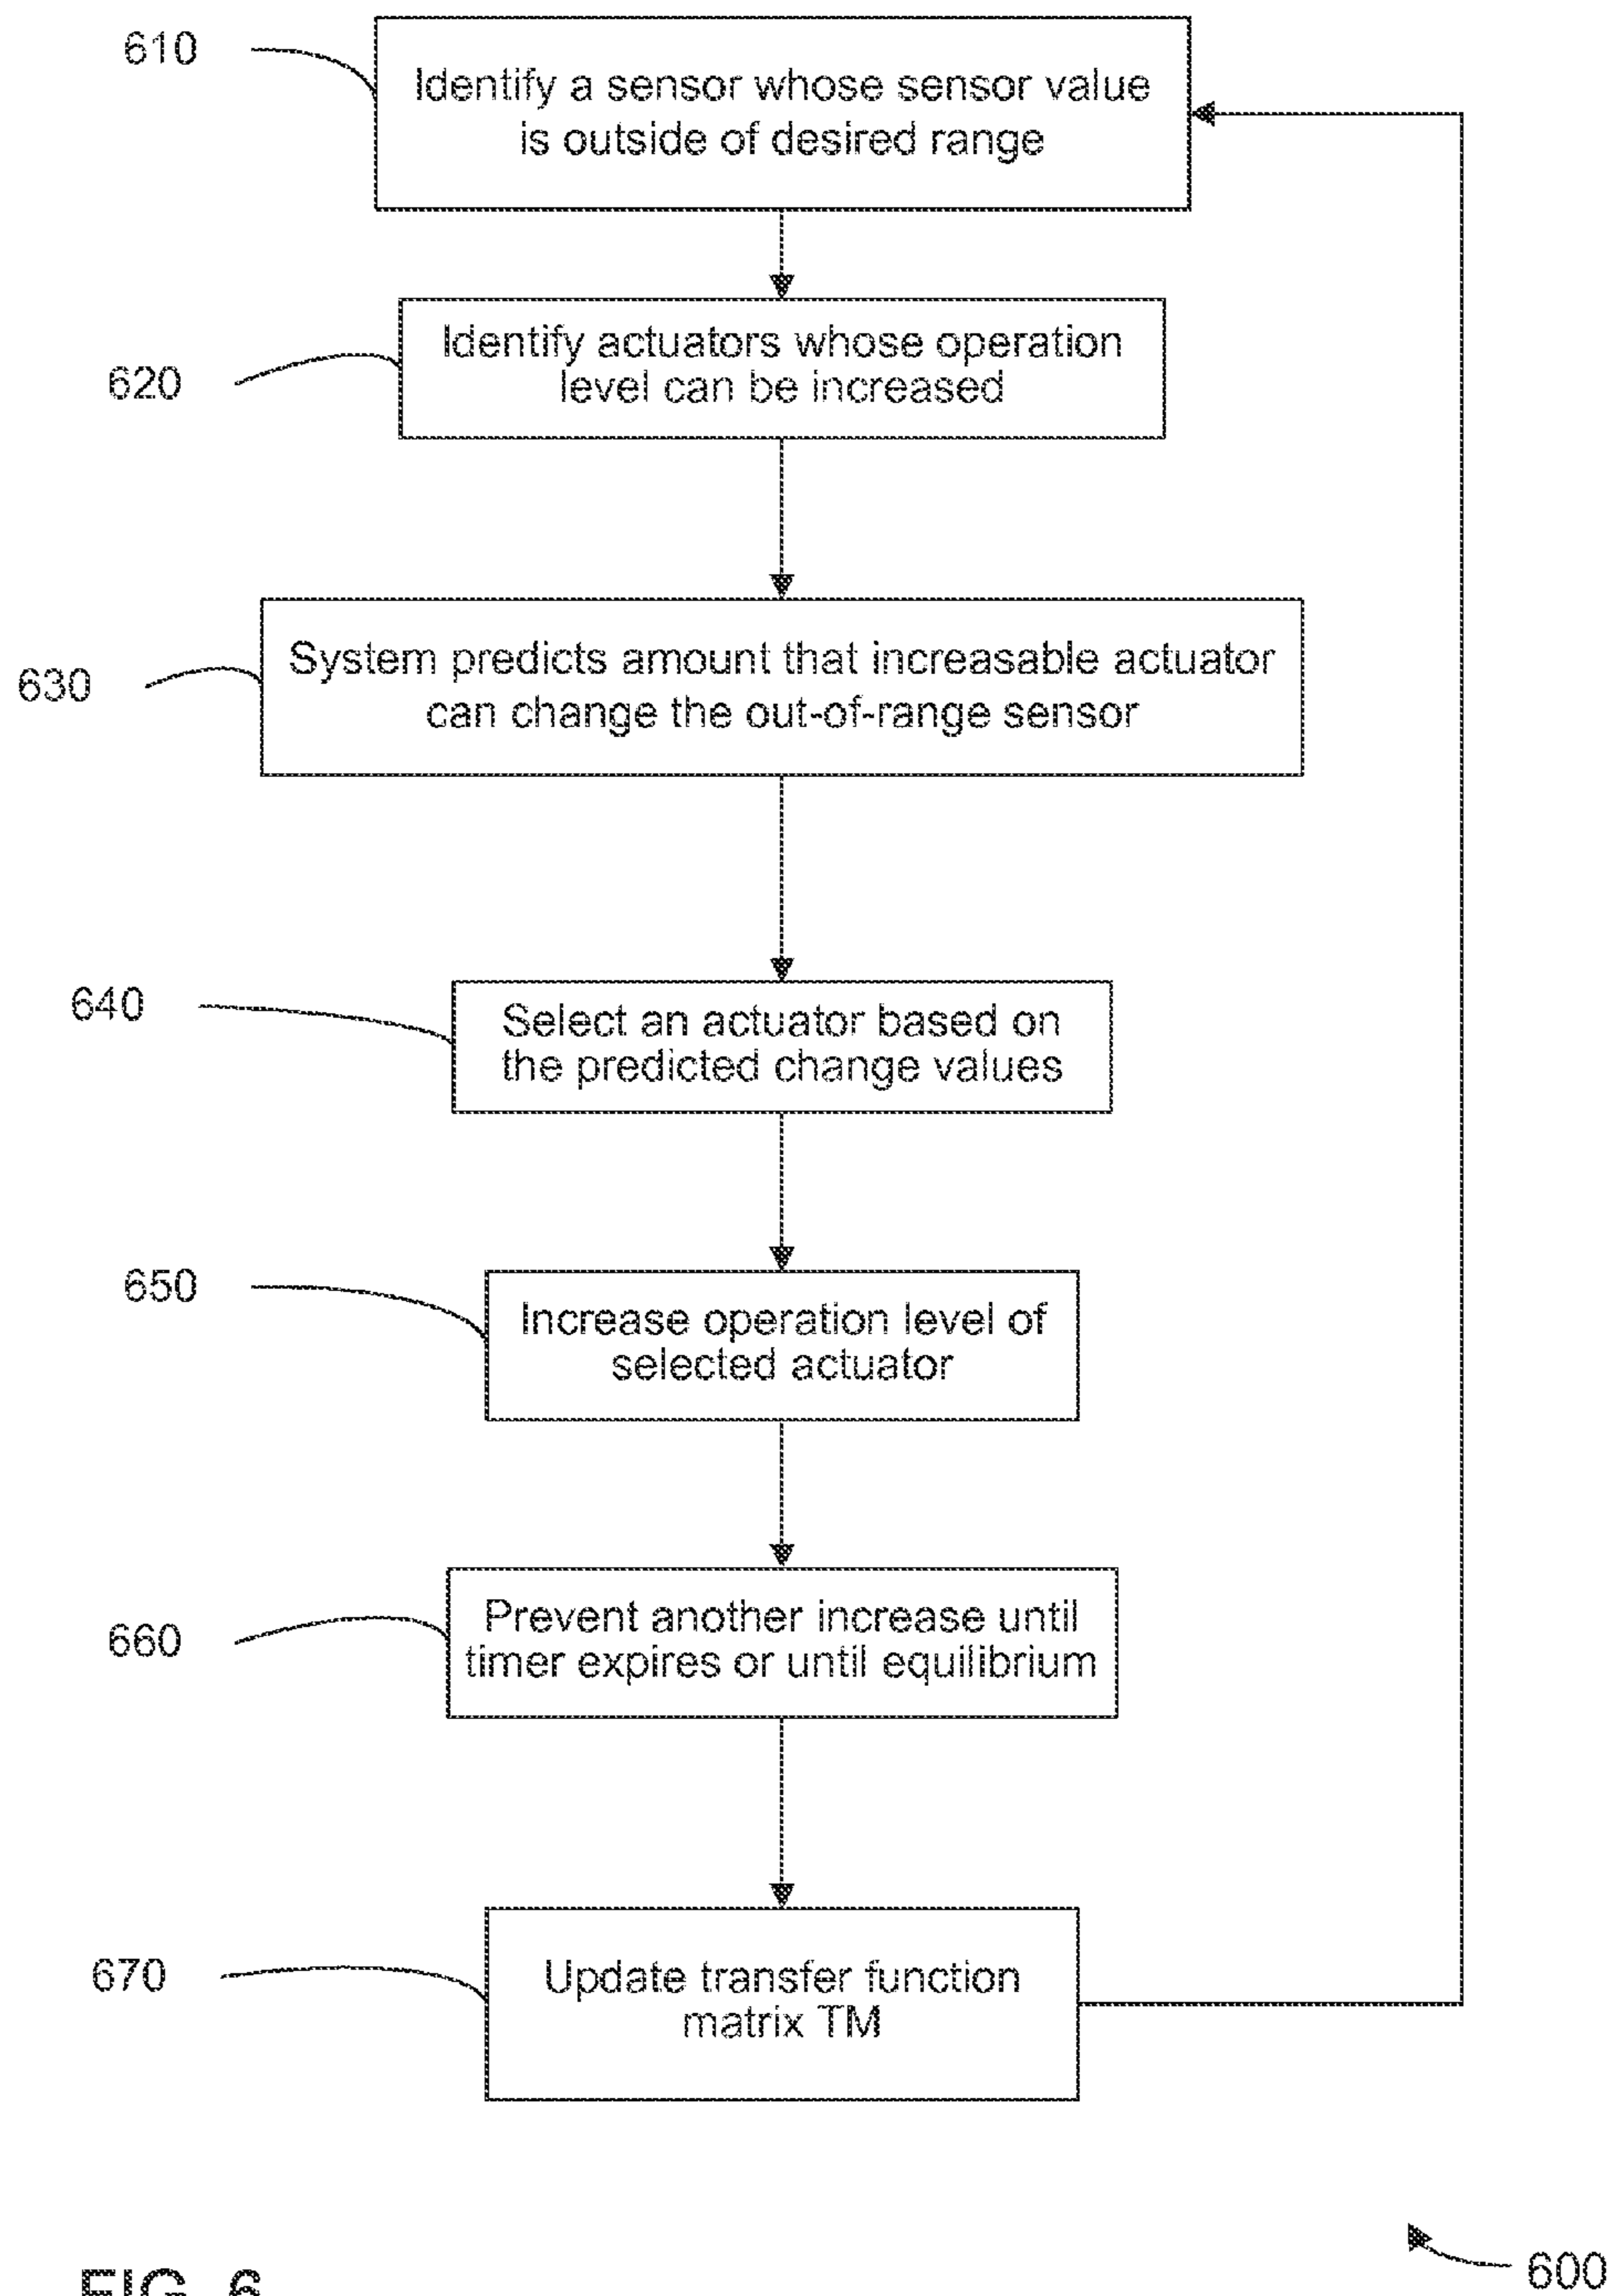 610
Identify a sensor whose sensor value
is outside of desired range
620
Identify actuators whose operation
level can be increased
630
System predicts amount that increasable actuator
can change the out-of-range sensor
640
Select an actuator based on
the predicted change values
650
Increase operation level of
selected actuator
660
Prevent another increase until
timer expires or until equilibrium
670
Update transfer function
matrix TM
600
FIG. 6